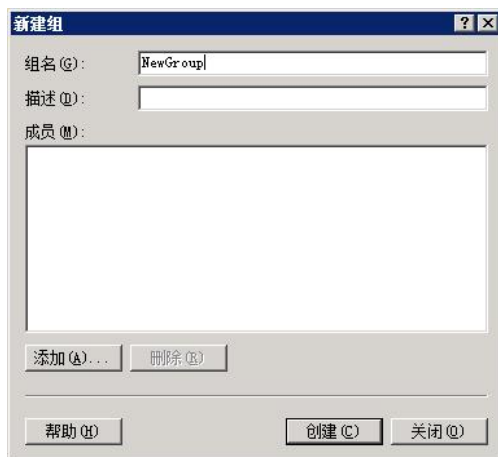 新建组
组名(G):
NewGroup
描述(D):
成员(M):
添加(A)...
删除(R)
帮助(H)
创建(C)
关闭(O)